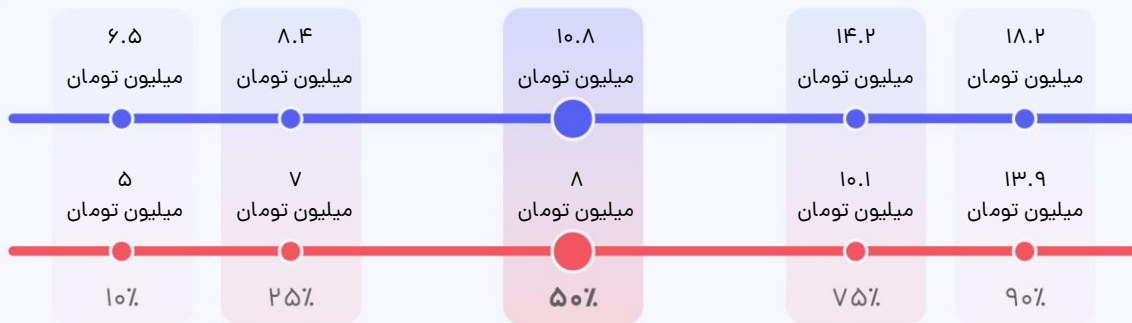 ۶.۵ ۸.۴ ۱۰.۸ ۱۴.۲ ۱۸.۲
میلیون تومان میلیون تومان میلیون تومان میلیون تومان میلیون تومان
۵ ۷ ۸ ۱۰.۱ ۱۳.۹
میلیون تومان میلیون تومان میلیون تومان میلیون تومان میلیون تومان
۱۰٪ ۲۵٪ ۵۰٪ ۷۵٪ ۹۰٪